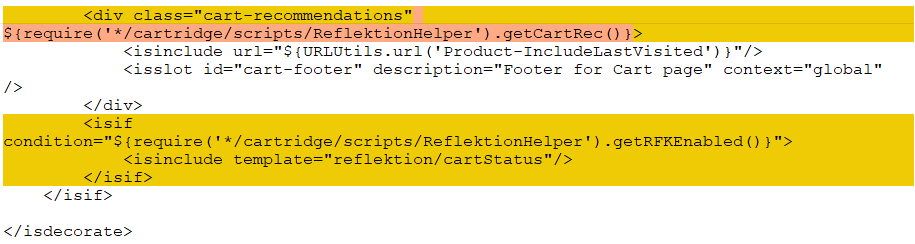 <div class="cart-recommendations"
${require('*/cartridge/scripts/ReflektionHelper').getCartRec()}>
<isinclude url="${URLUtils.url('Product-IncludeLastVisited')}"/>
<isslot id="cart-footer" description="Footer for Cart page" context="global"
/>
</div>
<isif
condition="${require('*/cartridge/scripts/ReflektionHelper').getRFKEnabled()}">
<isinclude template="reflektion/cartStatus"/>
</isif>
</isif>
</isdecorate>